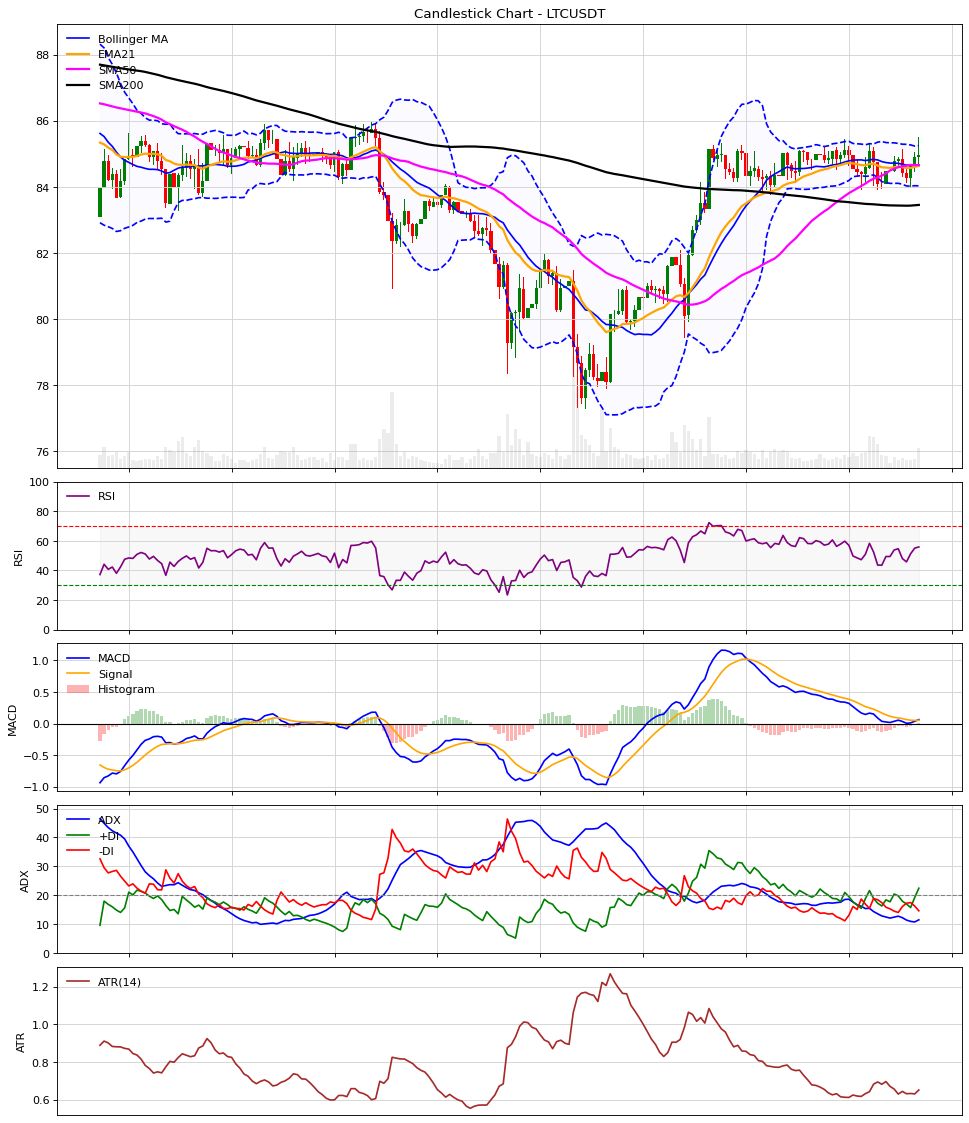 Candlestick Chart - LTCUSDT
Bollinger MA
EMA21
SMA50
SMA200
88
86
84
82
80
78
76
RSI
RSI
100
80
60
40
20
0
MACD
Signal
Histogram
MACD
1.0
0.5
0.0
−0.5
−1.0
ADX
+DI
-DI
ADX
50
40
30
20
10
0
ATR(14)
ATR
1.2
1.0
0.8
0.6